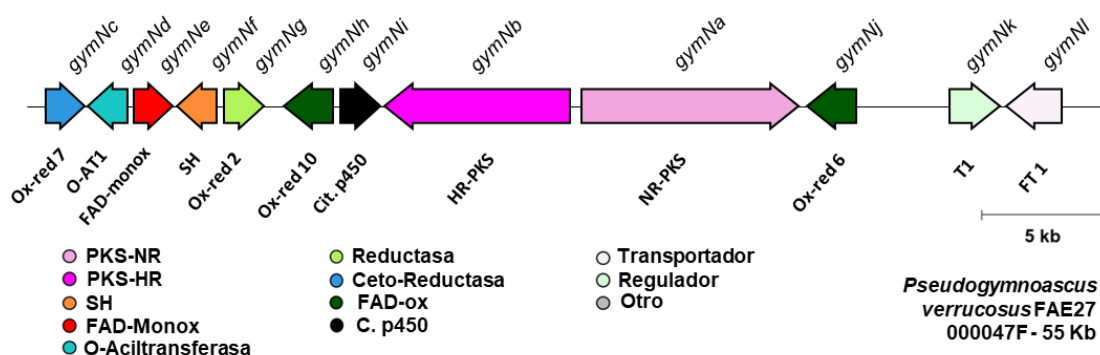 gymNc
gymNd
gymNe
gymNf
gymNg
gymNh
gymNi
gymNb
gymNa
gymNj
gymNk
gymNl
Ox-red 7
O-AT1
FAD-monox
SH
Ox-red 2
Ox-red 10
Cit. p450
HR-PKS
NR-PKS
Ox-red 6
T1
FT 1
5 kb
PKS-NR
PKS-HR
SH
FAD-Monox
O-Aciltransferasa
Reductasa
Ceto-Reductasa
FAD-ox
C. p450
Transportador
Regulador
Otro
Pseudogymnoascus
verrucosus FAE27
000047F - 55 Kb